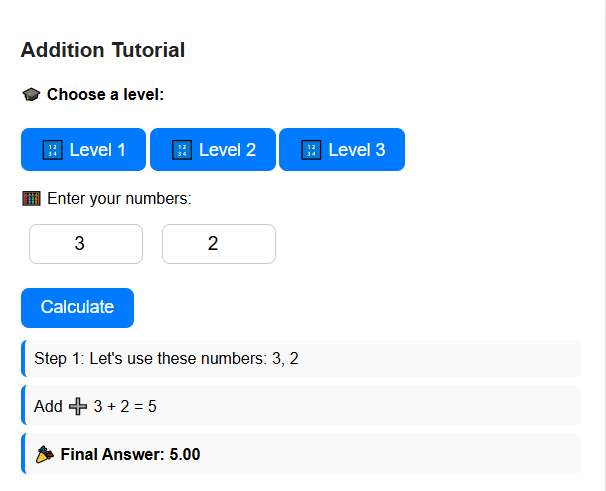 Addition Tutorial
🎓 Choose a level:
🔢 Level 1 🔢 Level 2 🔢 Level 3
🧮 Enter your numbers:
3 2
Calculate
Step 1: Let's use these numbers: 3, 2
Add ➕ 3 + 2 = 5
🎉 Final Answer: 5.00